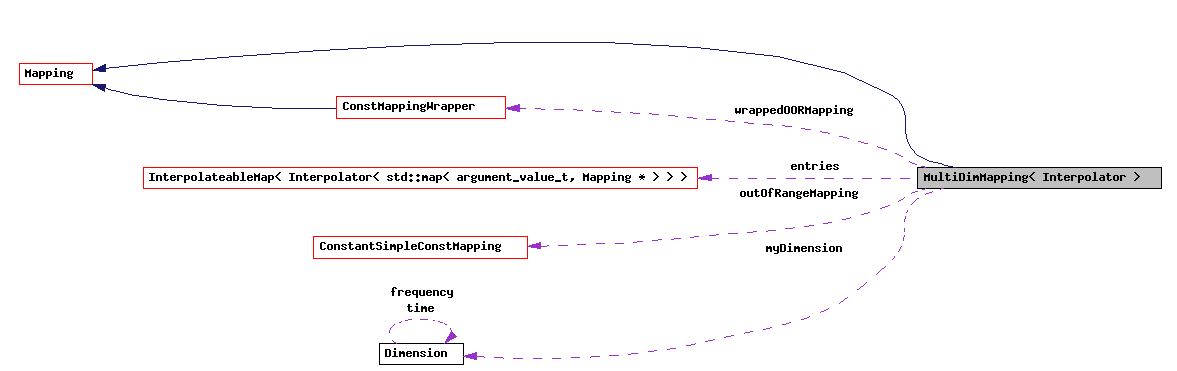 Mapping
ConstMappingWrapper
wrappedOORMapping
entries
InterpolateableMap< Interpolator< std::map< argument_value_t, Mapping * > > >
MultiDimMapping< Interpolator >
outOfRangeMapping
ConstantSimpleConstMapping
myDimension
frequency
time
Dimension